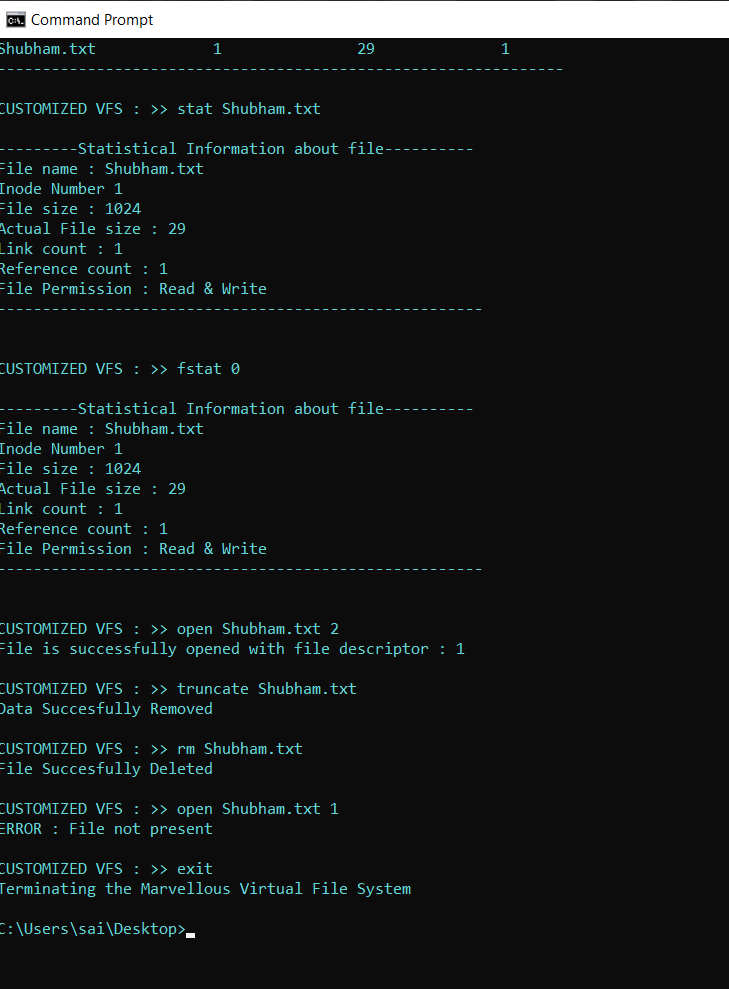 Command Prompt
Shubham.txt 1 29 1
---------------------------------------------------------------
CUSTOMIZED VFS : >> stat Shubham.txt
---------Statistical Information about file----------
File name : Shubham.txt
Inode Number 1
File size : 1024
Actual File size : 29
Link count : 1
Reference count : 1
File Permission : Read & Write
------------------------------------------------------
CUSTOMIZED VFS : >> fstat 0
---------Statistical Information about file----------
File name : Shubham.txt
Inode Number 1
File size : 1024
Actual File size : 29
Link count : 1
Reference count : 1
File Permission : Read & Write
------------------------------------------------------
CUSTOMIZED VFS : >> open Shubham.txt 2
File is successfully opened with file descriptor : 1
CUSTOMIZED VFS : >> truncate Shubham.txt
Data Succesfully Removed
CUSTOMIZED VFS : >> rm Shubham.txt
File Succesfully Deleted
CUSTOMIZED VFS : >> open Shubham.txt 1
ERROR : File not present
CUSTOMIZED VFS : >> exit
Terminating the Marvellous Virtual File System
C:\Users\sai\Desktop>